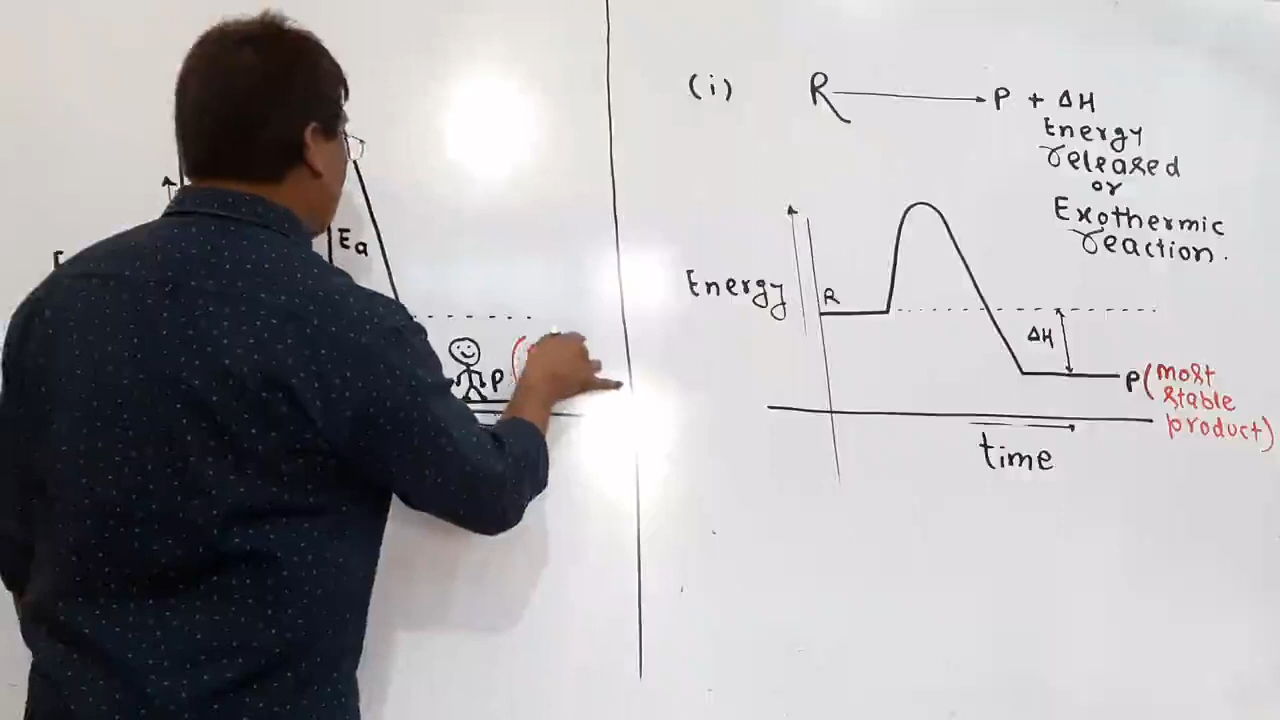 Ea
P (
(i) R → P + ΔH
Energy
released
or
Exothermic
reaction.
Energy
R
ΔH
P (most
stable
product)
time